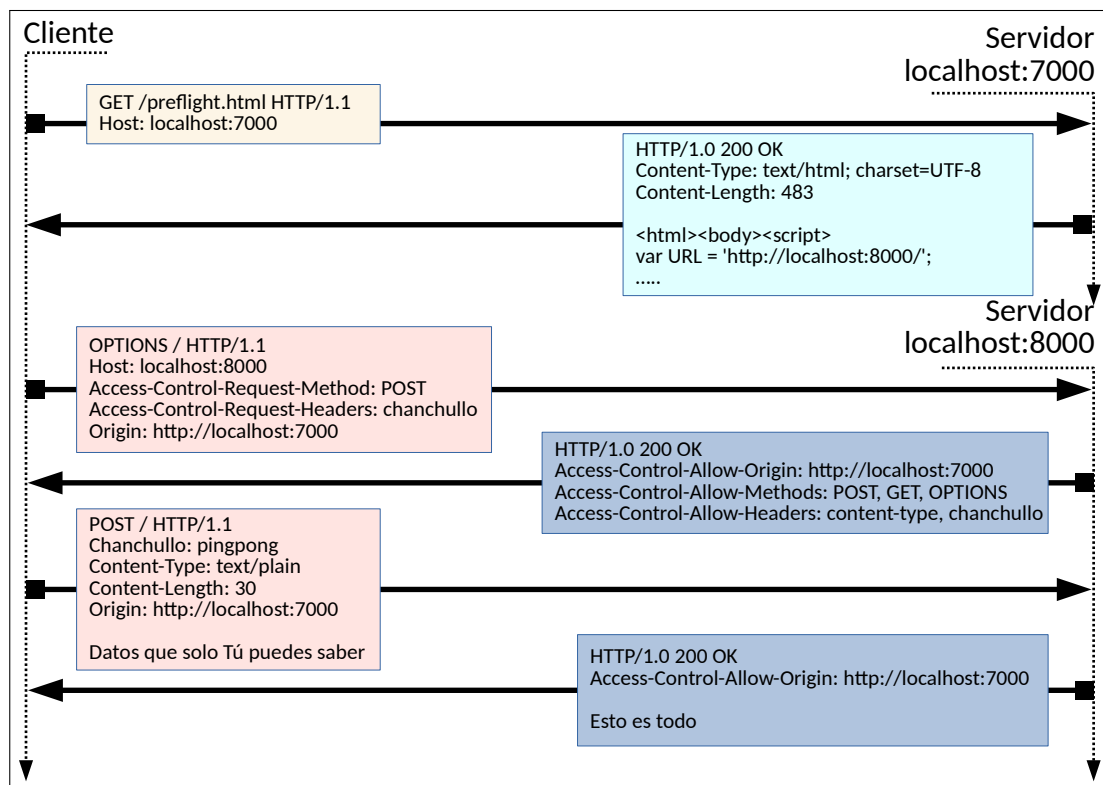 Cliente
Servidor
localhost:7000
GET /preflight.html HTTP/1.1
Host: localhost:7000
HTTP/1.0 200 OK
Content-Type: text/html; charset=UTF-8
Content-Length: 483
<html><body><script>
var URL = 'http://localhost:8000/';
.....
Servidor
localhost:8000
OPTIONS / HTTP/1.1
Host: localhost:8000
Access-Control-Request-Method: POST
Access-Control-Request-Headers: chanchullo
Origin: http://localhost:7000
HTTP/1.0 200 OK
Access-Control-Allow-Origin: http://localhost:7000
Access-Control-Allow-Methods: POST, GET, OPTIONS
Access-Control-Allow-Headers: content-type, chanchullo
POST / HTTP/1.1
Chanchullo: pingpong
Content-Type: text/plain
Content-Length: 30
Origin: http://localhost:7000
Datos que solo Tú puedes saber
HTTP/1.0 200 OK
Access-Control-Allow-Origin: http://localhost:7000
Esto es todo